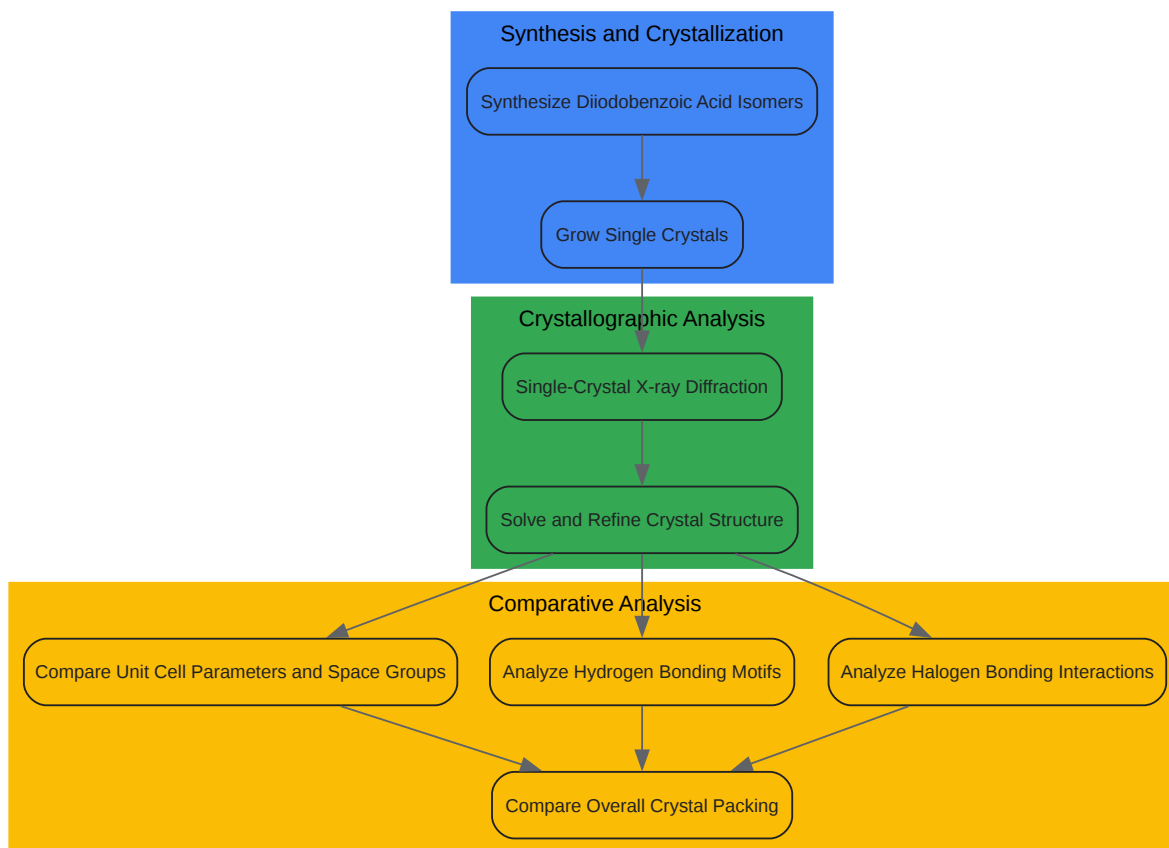 Synthesis and Crystallization
Synthesize Diiodobenzoic Acid Isomers
Grow Single Crystals
Crystallographic Analysis
Single-Crystal X-ray Diffraction
Solve and Refine Crystal Structure
Comparative Analysis
Compare Unit Cell Parameters and Space Groups
Analyze Hydrogen Bonding Motifs
Analyze Halogen Bonding Interactions
Compare Overall Crystal Packing